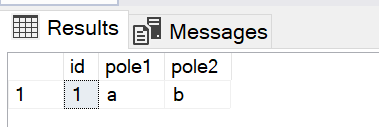 Results Messages
id pole1 pole2
1 1 a b